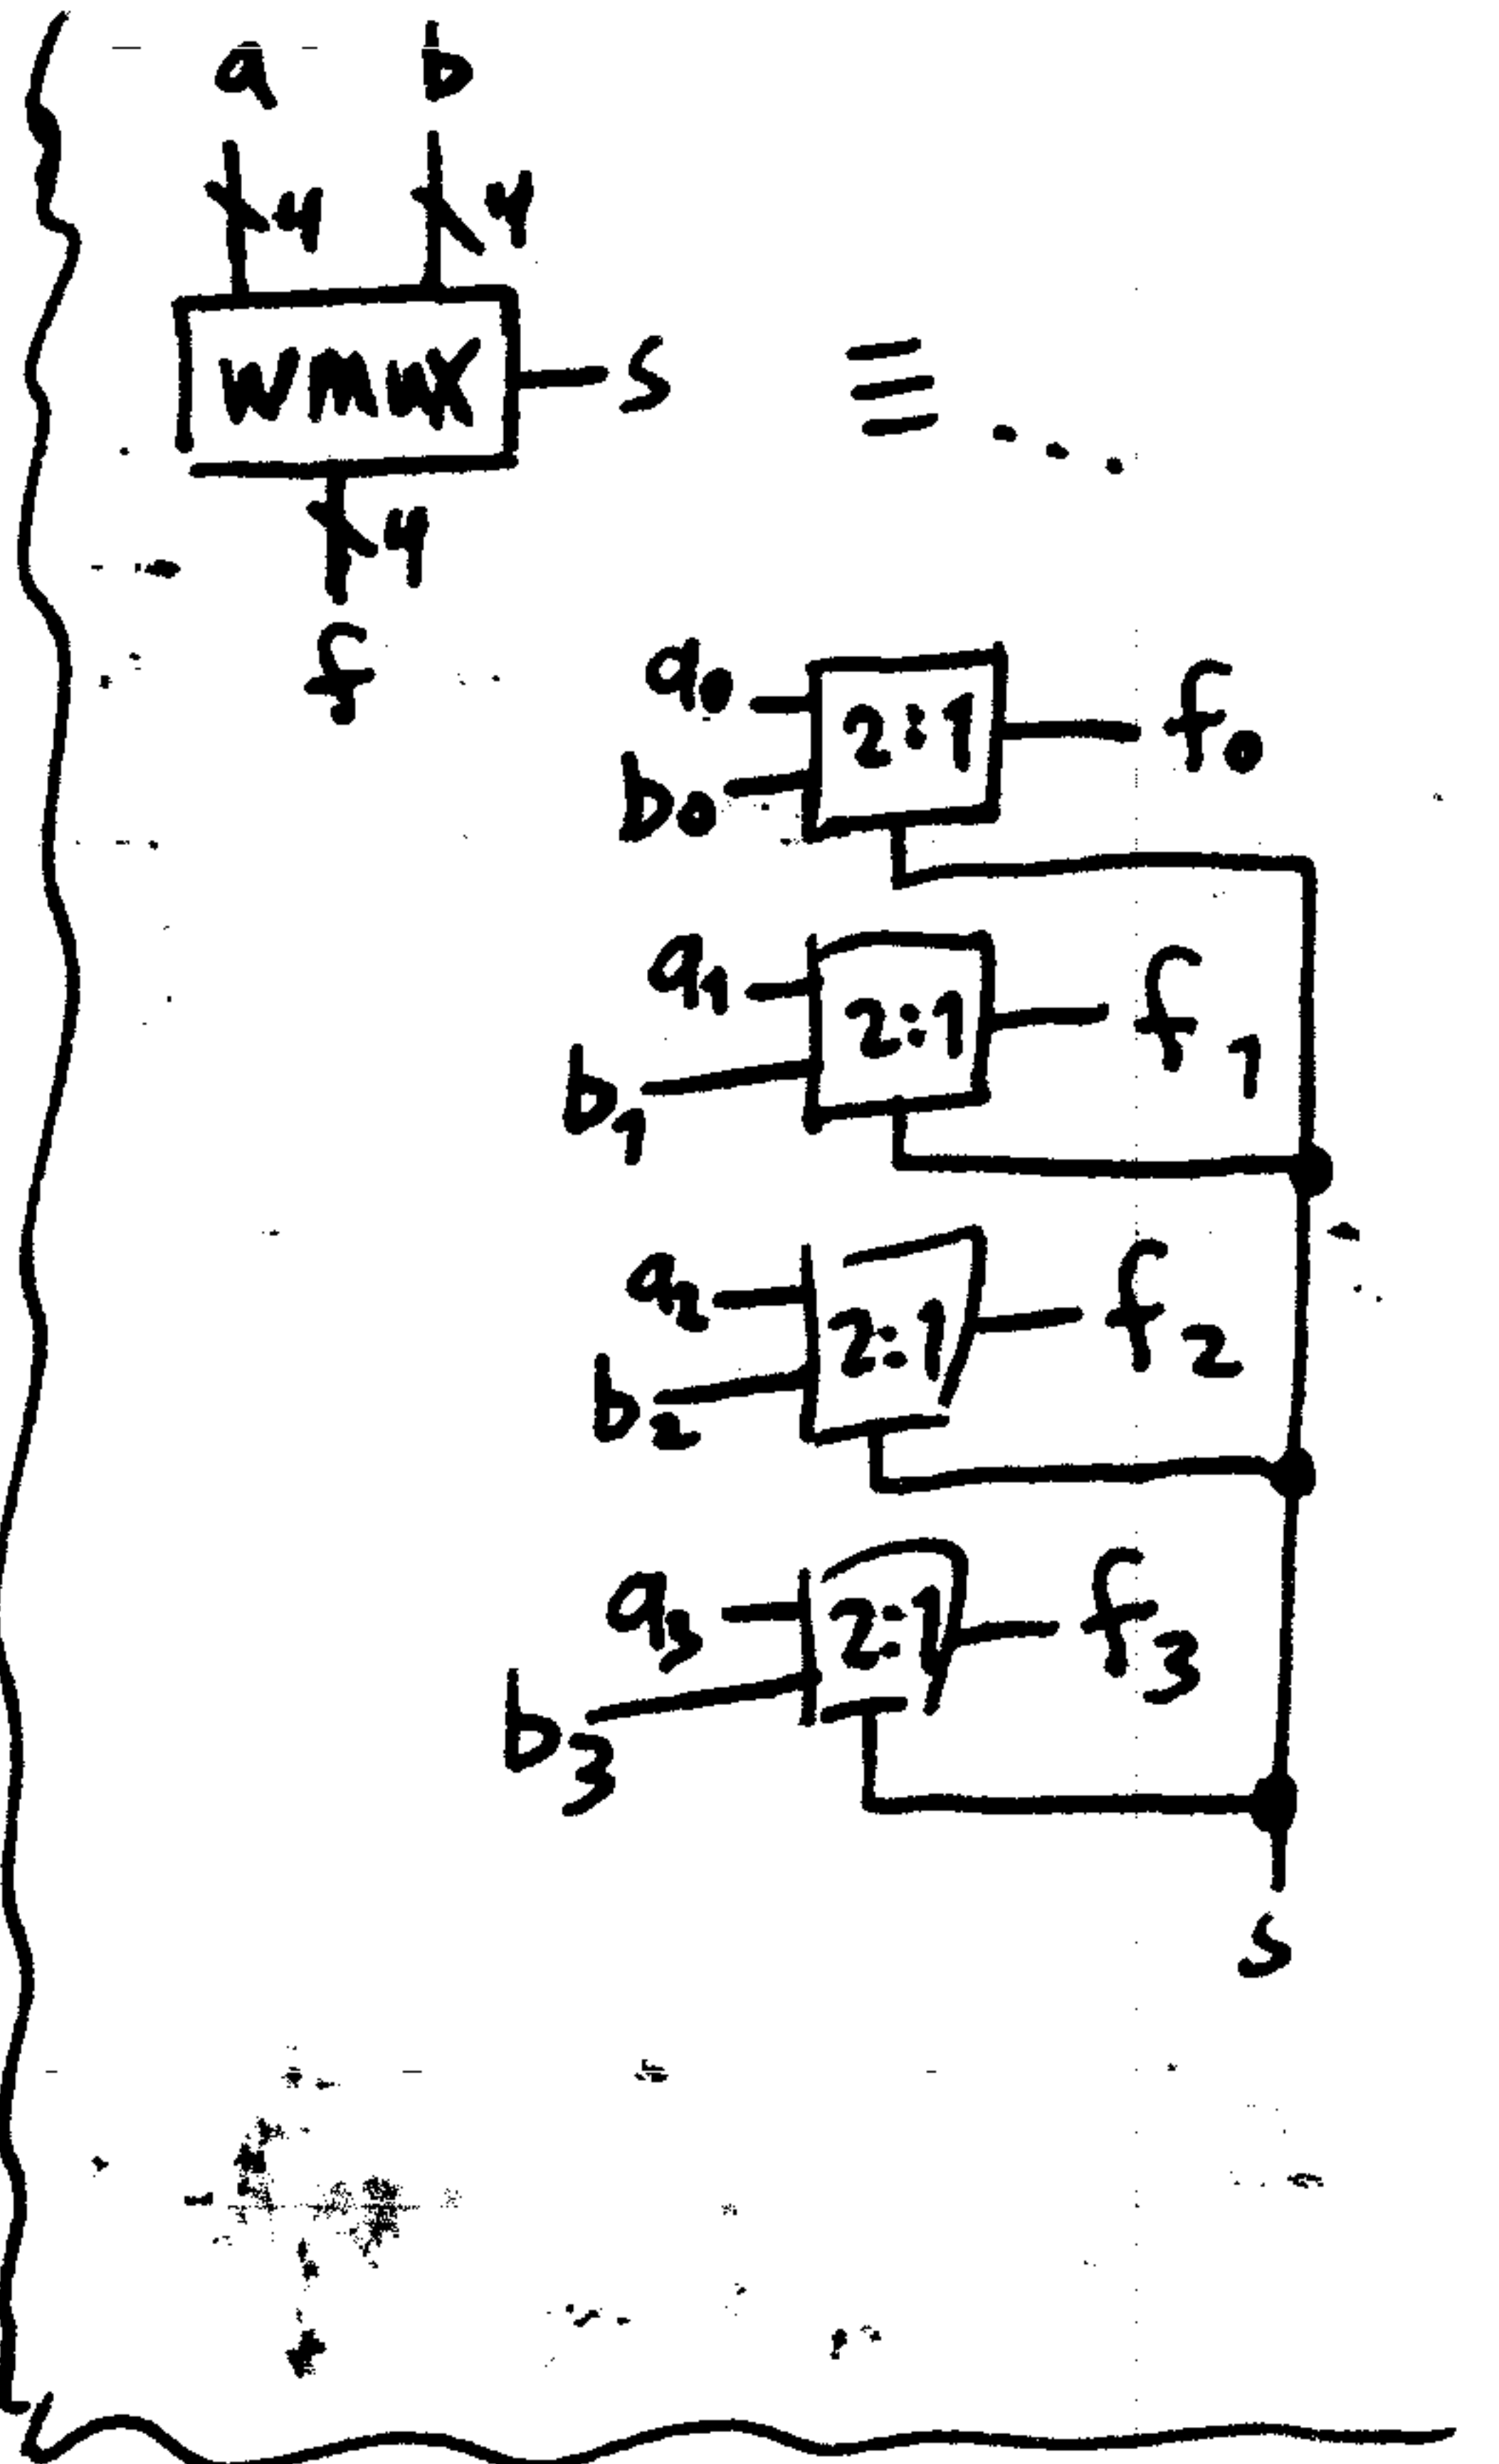 a b
4 4
wmux s ≡ ...
4
f
a0 2:1 f0
b0
a1 2:1 f1
b1
a2 2:1 f2
b2
a3 2:1 f3
b3
s